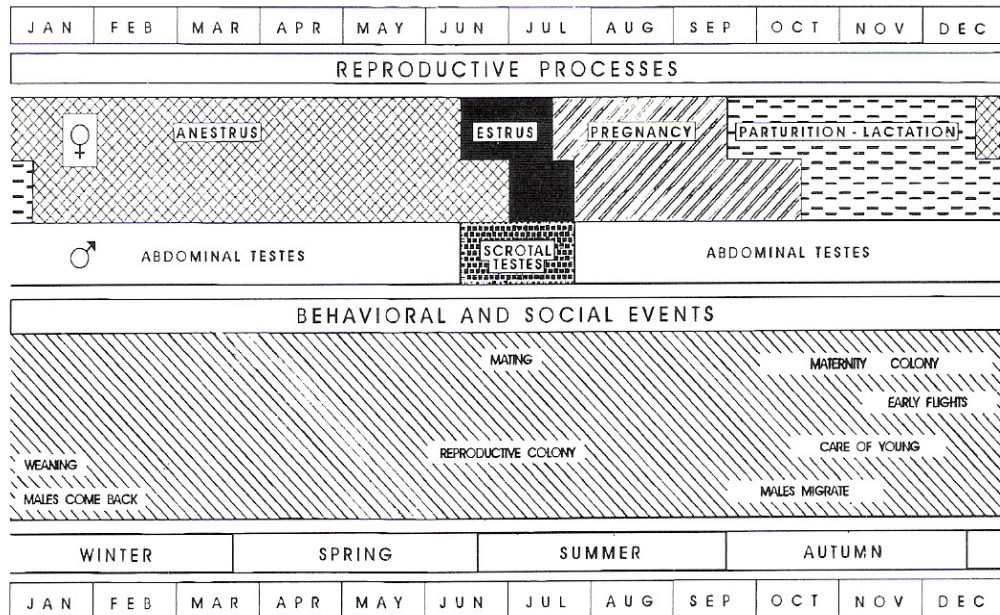 JAN FEB MAR APR MAY JUN JUL AUG SEP OCT NOV DEC
REPRODUCTIVE PROCESSES
♀ ANESTRUS ESTRUS PREGNANCY PARTURITION - LACTATION
♂ ABDOMINAL TESTES SCROTAL TESTES ABDOMINAL TESTES
BEHAVIORAL AND SOCIAL EVENTS
MATING MATERNITY COLONY
EARLY FLIGHTS
REPRODUCTIVE COLONY CARE OF YOUNG
WEANING
MALES COME BACK MALES MIGRATE
WINTER SPRING SUMMER AUTUMN
JAN FEB MAR APR MAY JUN JUL AUG SEP OCT NOV DEC